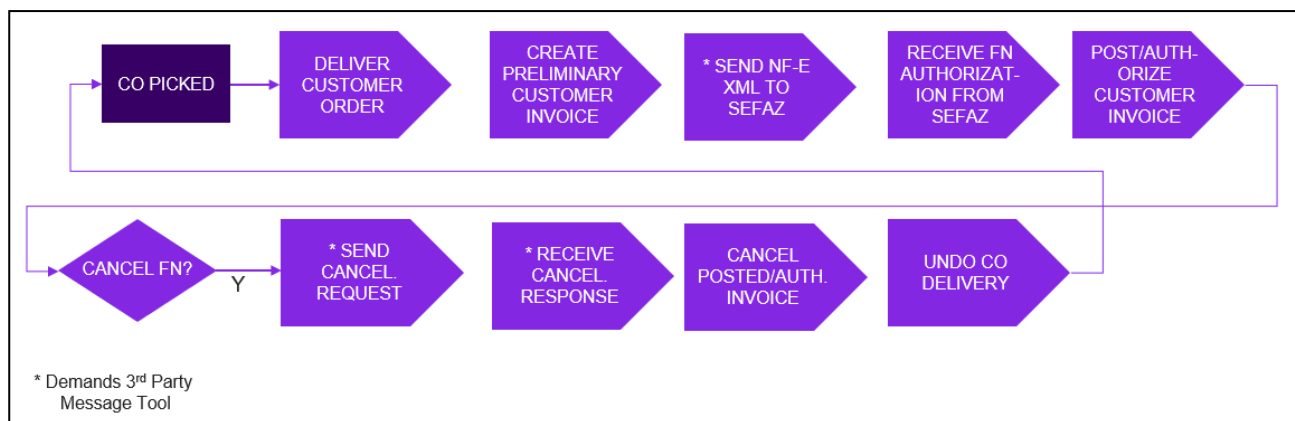 CO PICKED
DELIVER
CUSTOMER
ORDER
CREATE
PRELIMINARY
CUSTOMER
INVOICE
* SEND NF-E
XML TO
SEFAZ
RECEIVE FN
AUTHORIZAT-
ION FROM
SEFAZ
POST/AUTH-
ORIZE
CUSTOMER
INVOICE
CANCEL FN?
Y
* SEND
CANCEL.
REQUEST
* RECEIVE
CANCEL.
RESPONSE
CANCEL
POSTED/AUTH.
INVOICE
UNDO CO
DELIVERY
* Demands 3rd Party
Message Tool